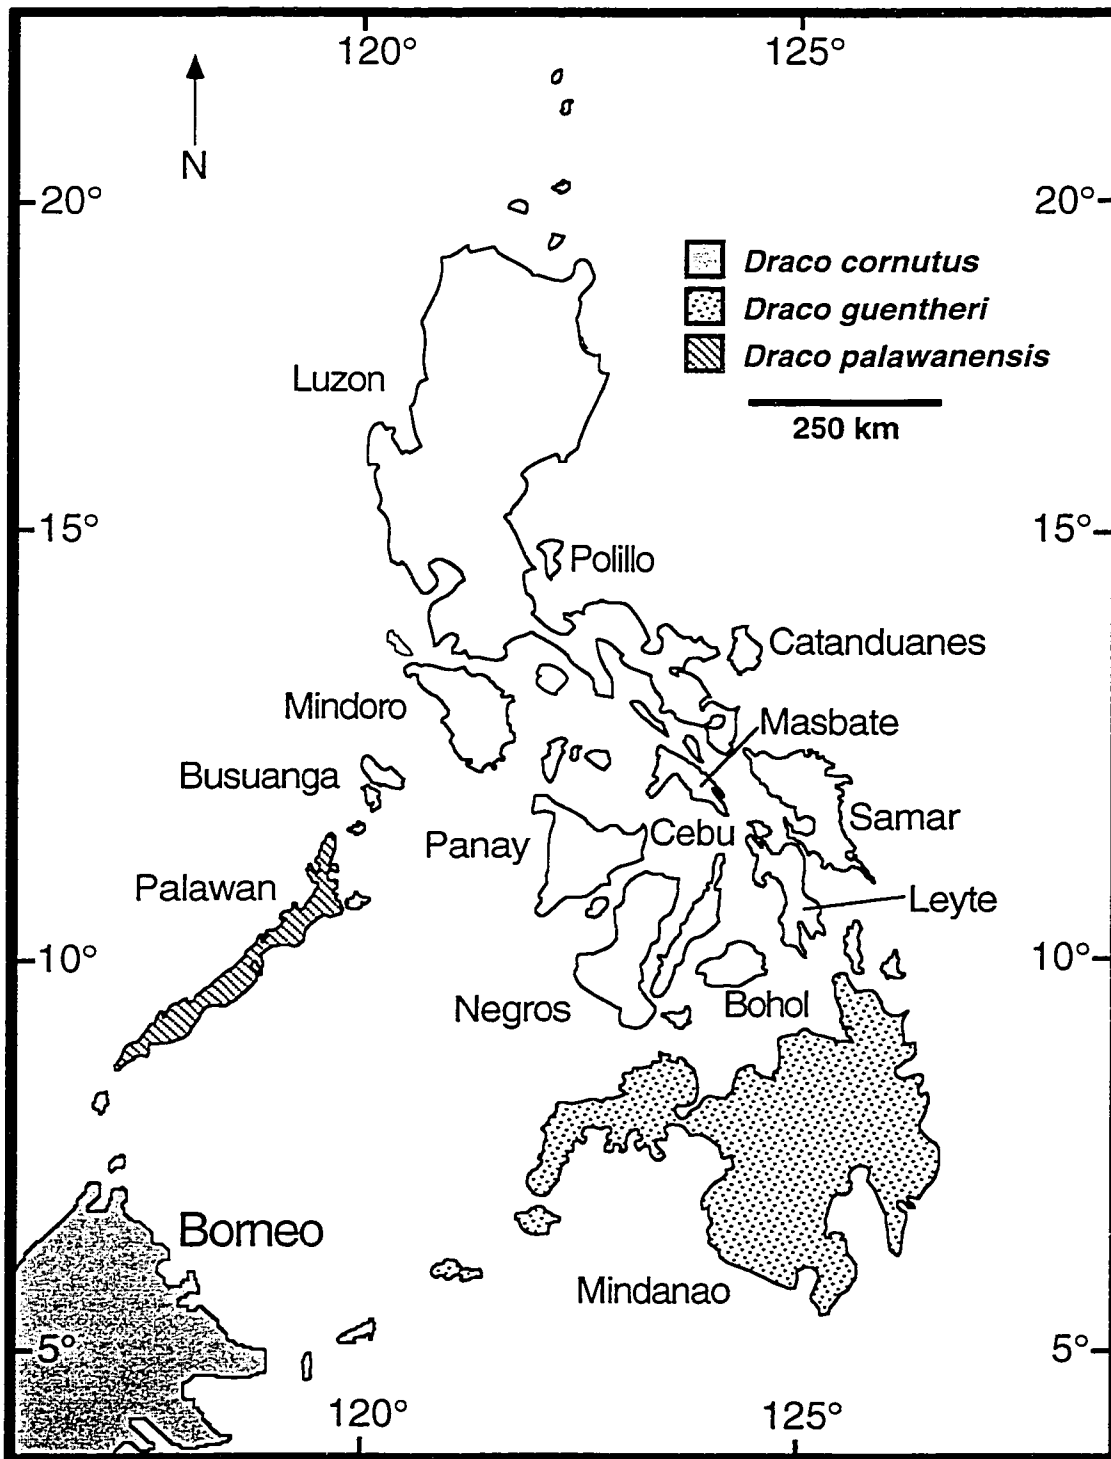 120°
125°
N
20°
20°
Draco cornutus
Draco guentheri
Draco palawanensis
250 km
Luzon
15°
15°
Polillo
Catanduanes
Mindoro
Masbate
Busuanga
Samar
Cebu
Panay
Palawan
Leyte
10°
10°
Negros
Bohol
Borneo
Mindanao
5°
5°
120°
125°